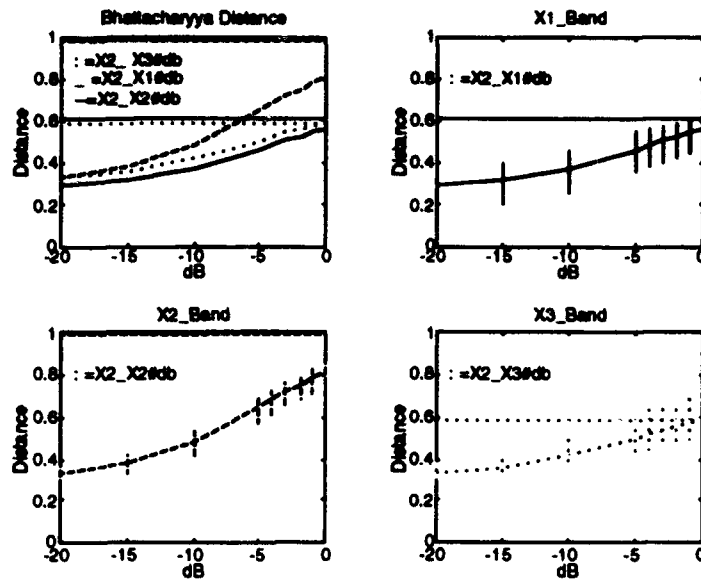 Bhattacharyya Distance
1
0.8
0.6
0.4
0.2
0
Distance
: =X2_ X3#db
_ =X2_X1#db
—=X2_X2#db
-20 -15 -10 -5 0
dB
X1_Band
1
0.8
0.6
0.4
0.2
0
Distance
: =X2_X1#db
-20 -15 -10 -5 0
dB
X2_Band
1
0.8
0.6
0.4
0.2
0
Distance
: =X2_X2#db
-20 -15 -10 -5 0
dB
X3_Band
1
0.8
0.6
0.4
0.2
0
Distance
: =X2_X3#db
-20 -15 -10 -5 0
dB